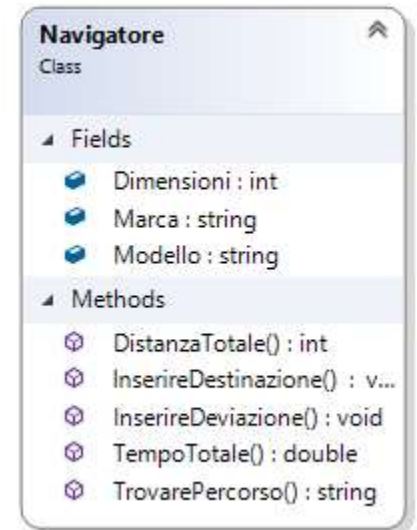 Navigatore
Class
Fields
Dimensioni : int
Marca : string
Modello : string
Methods
DistanzaTotale() : int
InserireDestinazione() : v...
InserireDeviazione() : void
TempoTotale() : double
TrovarePercorso() : string